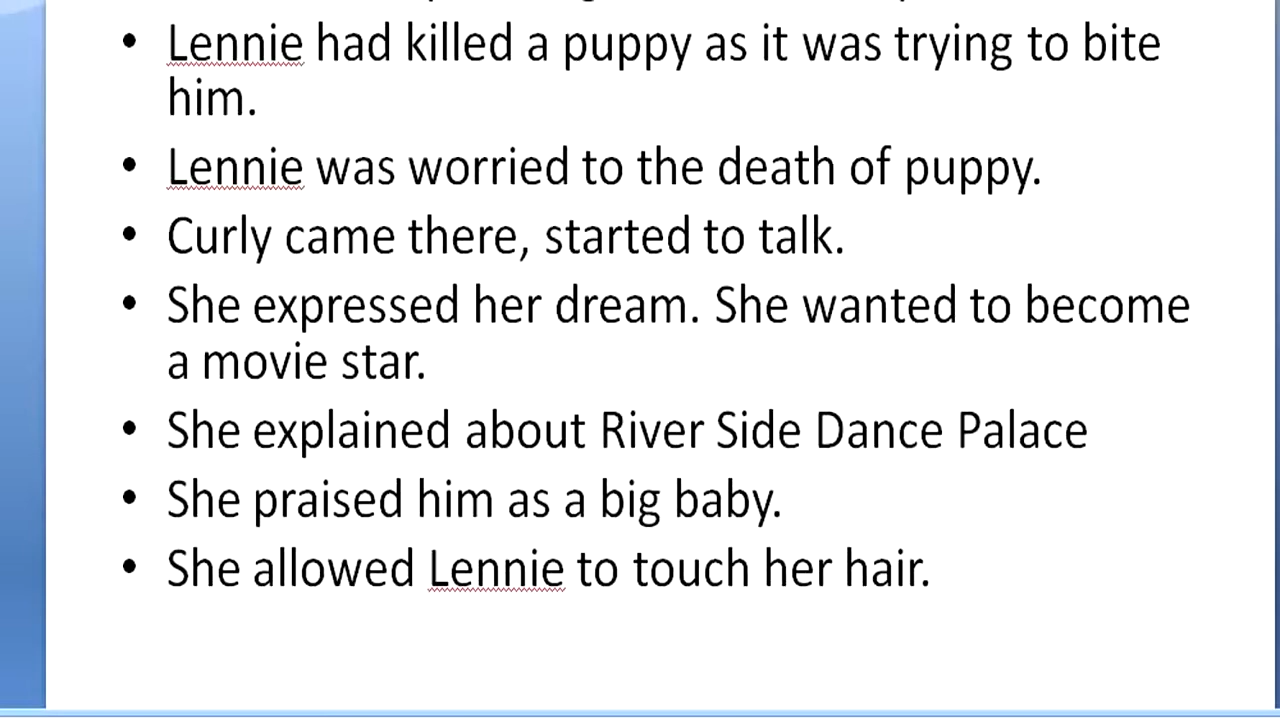 • Lennie had killed a puppy as it was trying to bite
him.
• Lennie was worried to the death of puppy.
• Curly came there, started to talk.
• She expressed her dream. She wanted to become
a movie star.
• She explained about River Side Dance Palace
• She praised him as a big baby.
• She allowed Lennie to touch her hair.